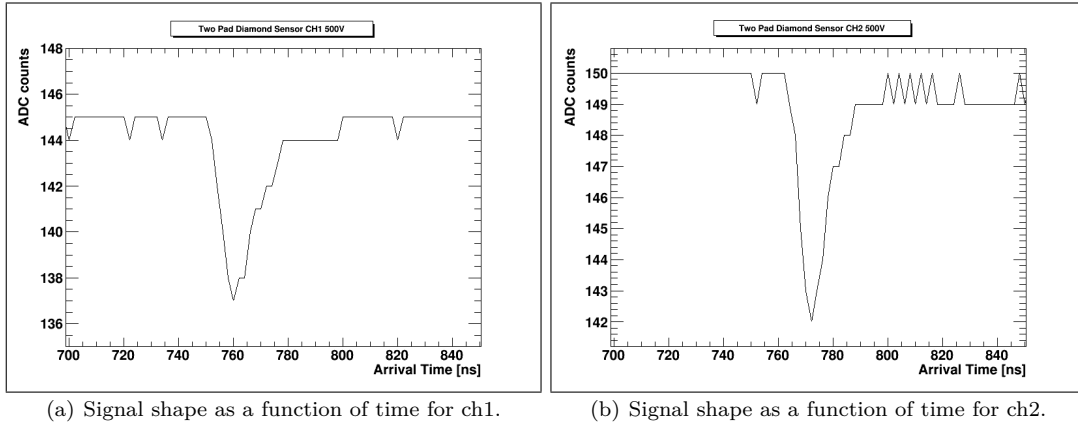 Two Pad Diamond Sensor CH1 500V
ADC counts
148
146
144
142
140
138
136
700 720 740 760 780 800 820 840
Arrival Time [ns]
(a) Signal shape as a function of time for ch1.
Two Pad Diamond Sensor CH2 500V
ADC counts
150
149
148
147
146
145
144
143
142
700 720 740 760 780 800 820 840
Arrival Time [ns]
(b) Signal shape as a function of time for ch2.